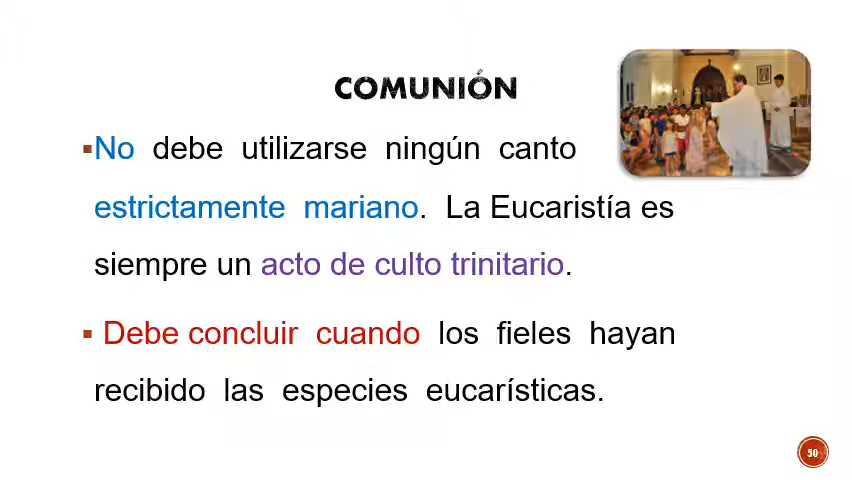 COMUNIÓN
▪No debe utilizarse ningún canto
estrictamente mariano. La Eucaristía es
siempre un acto de culto trinitario.
▪ Debe concluir cuando los fieles hayan
recibido las especies eucarísticas.
30